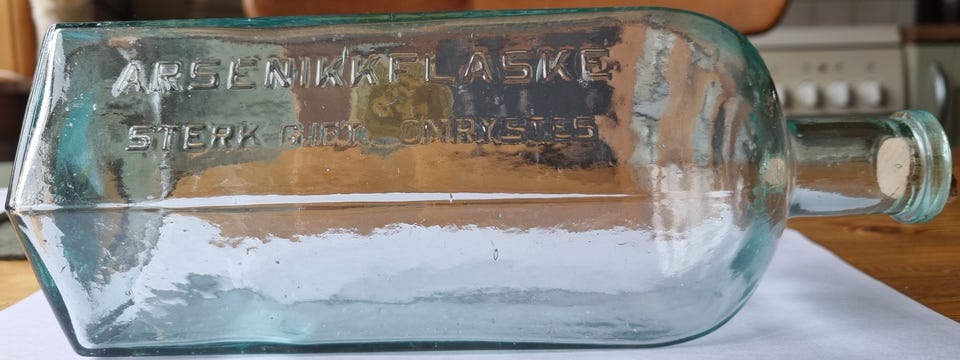 ARSENIKKFLASKE
STERK GIFT. OMRYSTES